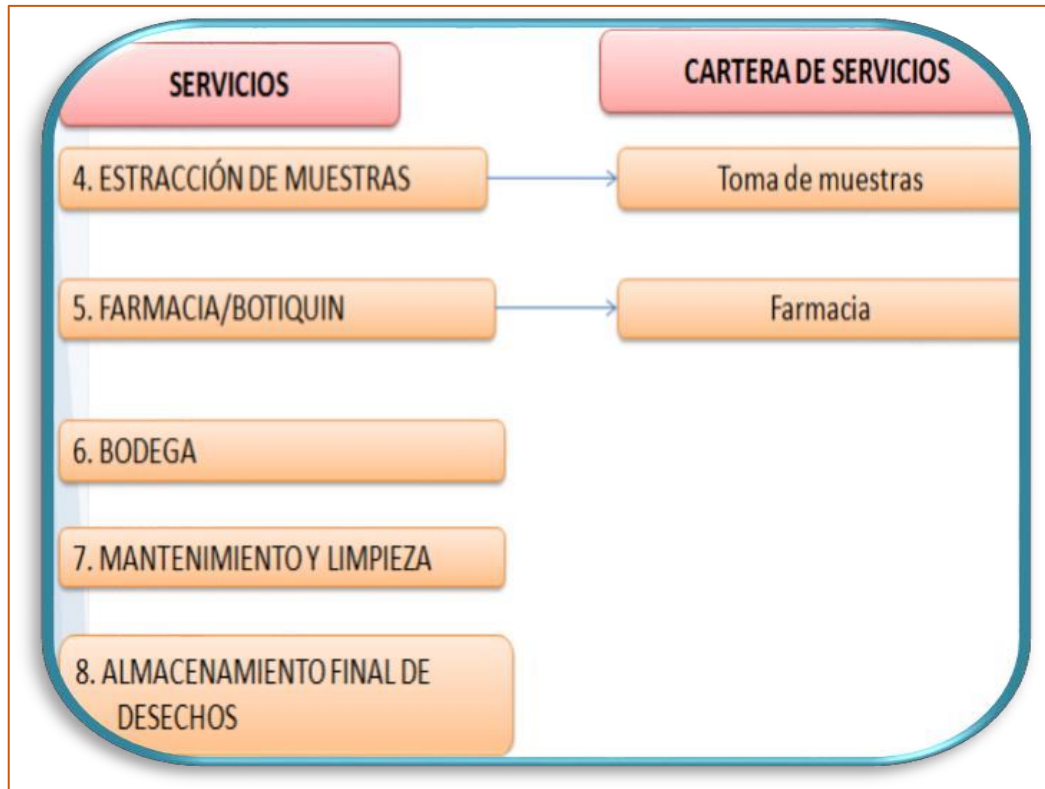 SERVICIOS
CARTERA DE SERVICIOS
4. ESTRACCIÓN DE MUESTRAS
Toma de muestras
5. FARMACIA/BOTIQUIN
Farmacia
6. BODEGA
7. MANTENIMIENTO Y LIMPIEZA
8. ALMACENAMIENTO FINAL DE
DESECHOS